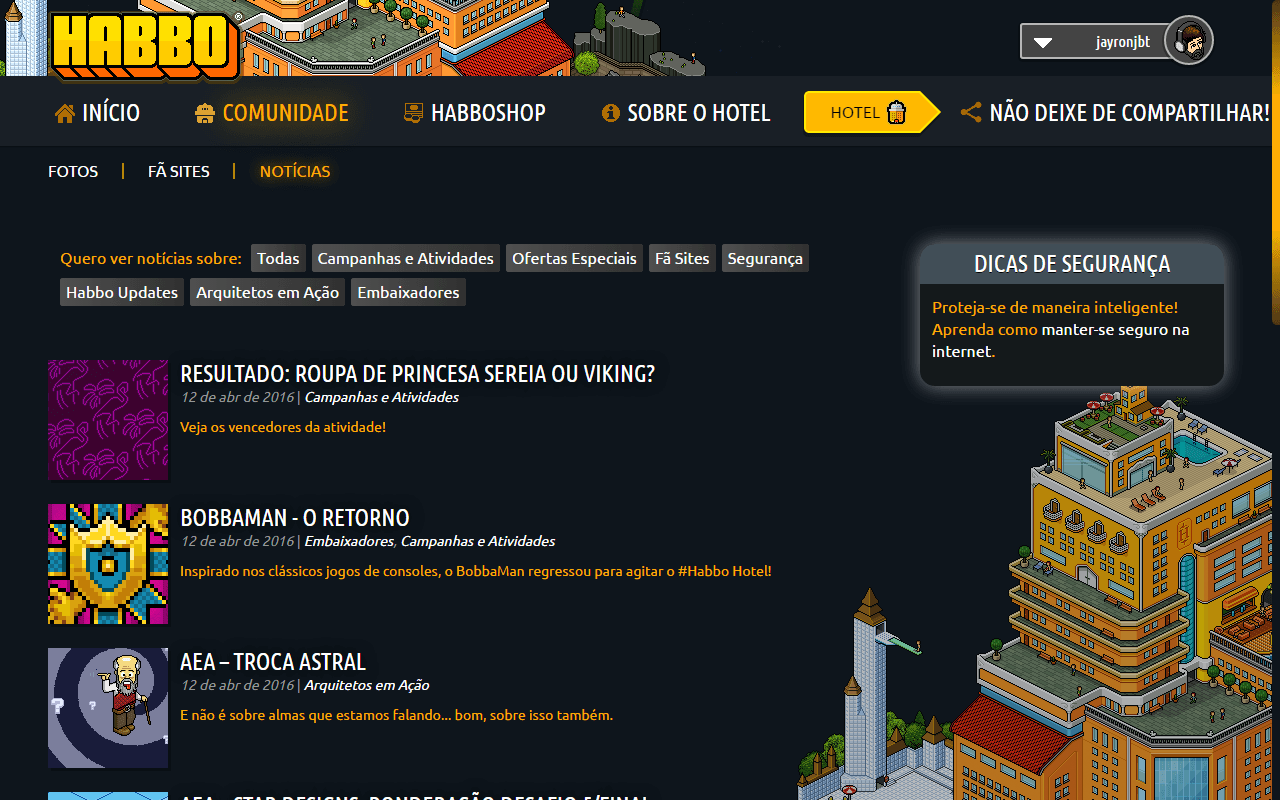 HABBO
jayronjbt
INÍCIO
COMUNIDADE
HABBOSHOP
SOBRE O HOTEL
HOTEL
NÃO DEIXE DE COMPARTILHAR!
FOTOS | FÃ SITES | NOTÍCIAS
Quero ver notícias sobre: Todas Campanhas e Atividades Ofertas Especiais Fã Sites Segurança
Habbo Updates Arquitetos em Ação Embaixadores
DICAS DE SEGURANÇA
Proteja-se de maneira inteligente!
Aprenda como manter-se seguro na
internet.
RESULTADO: ROUPA DE PRINCESA SEREIA OU VIKING?
12 de abr de 2016 | Campanhas e Atividades
Veja os vencedores da atividade!
BOBBAMAN - O RETORNO
12 de abr de 2016 | Embaixadores, Campanhas e Atividades
Inspirado nos clássicos jogos de consoles, o BobbaMan regressou para agitar o #Habbo Hotel!
AEA – TROCA ASTRAL
12 de abr de 2016 | Arquitetos em Ação
E não é sobre almas que estamos falando... bom, sobre isso também.